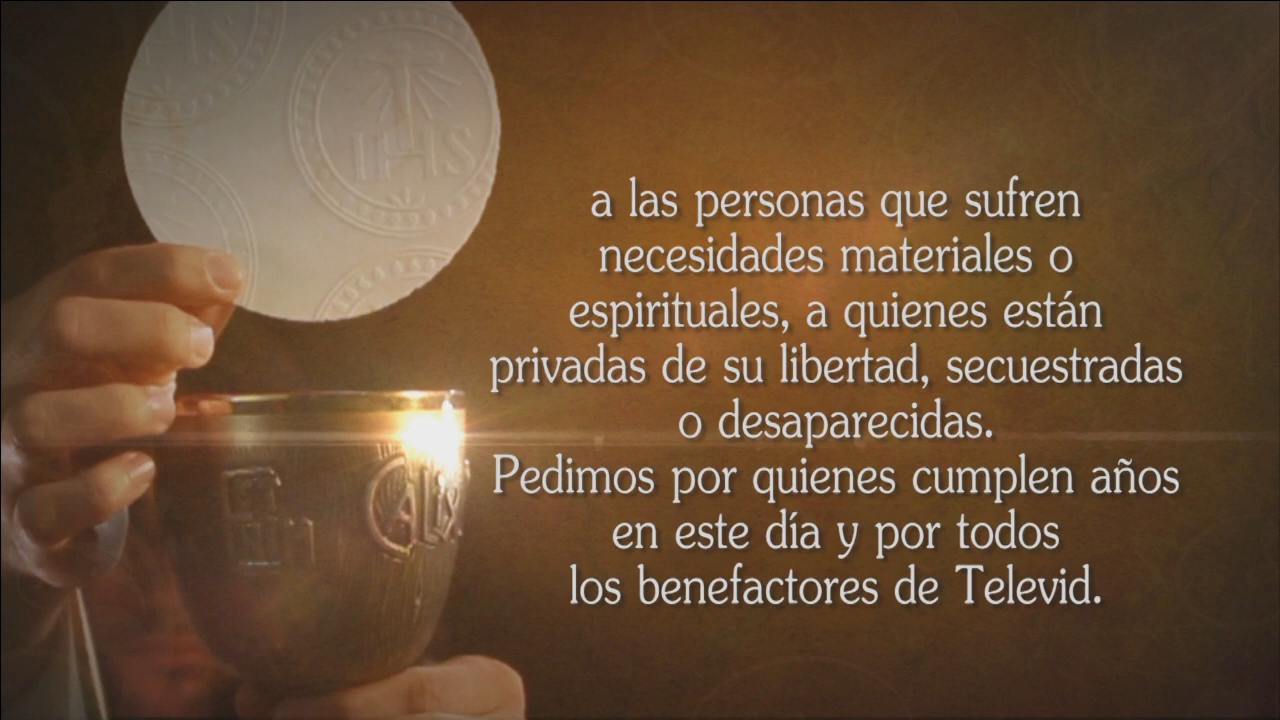 IHS
a las personas que sufren
necesidades materiales o
espirituales, a quienes están
privadas de su libertad, secuestradas
o desaparecidas.
Pedimos por quienes cumplen años
en este día y por todos
los benefactores de Televid.